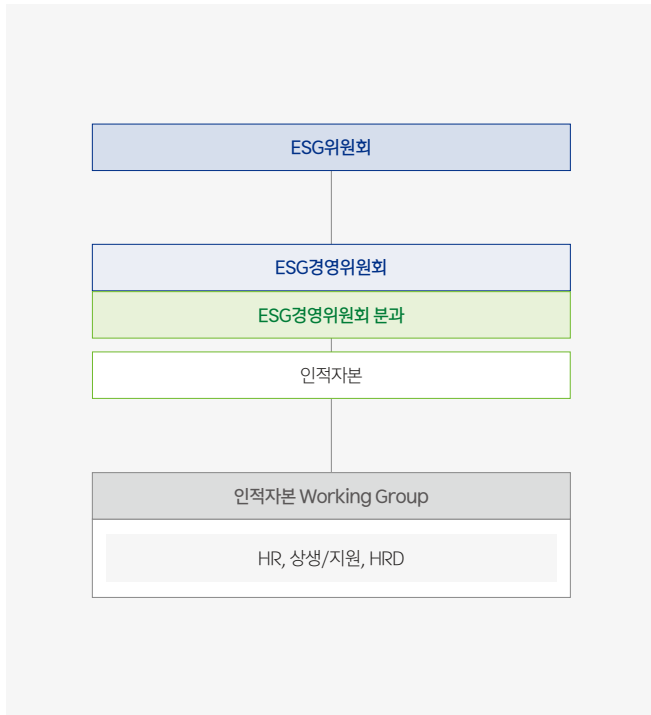 ESG위원회
ESG경영위원회
ESG경영위원회 분과
인적자본
인적자본 Working Group
HR, 상생/지원, HRD